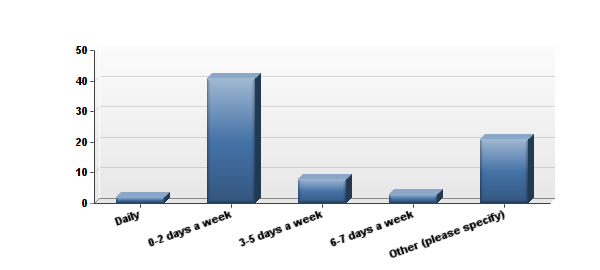 50
40
30
20
10
0
Daily
0-2 days a week
3-5 days a week
6-7 days a week
Other (please specify)